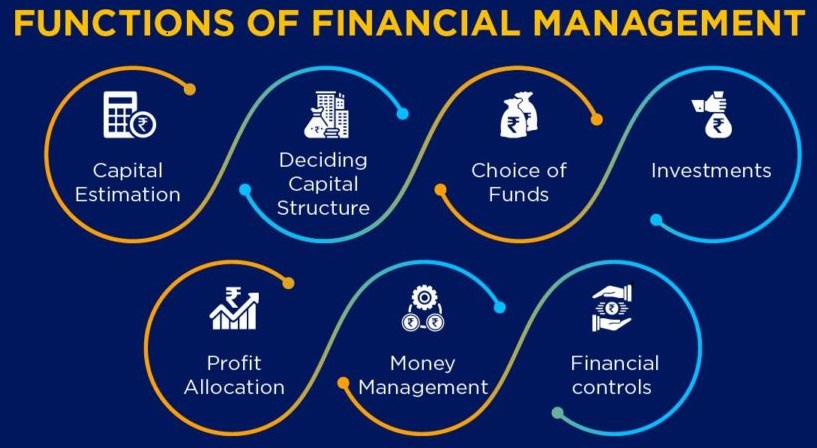 FUNCTIONS OF FINANCIAL MANAGEMENT
Capital
Estimation
Deciding
Capital
Structure
Choice of
Funds
Investments
Profit
Allocation
Money
Management
Financial
controls